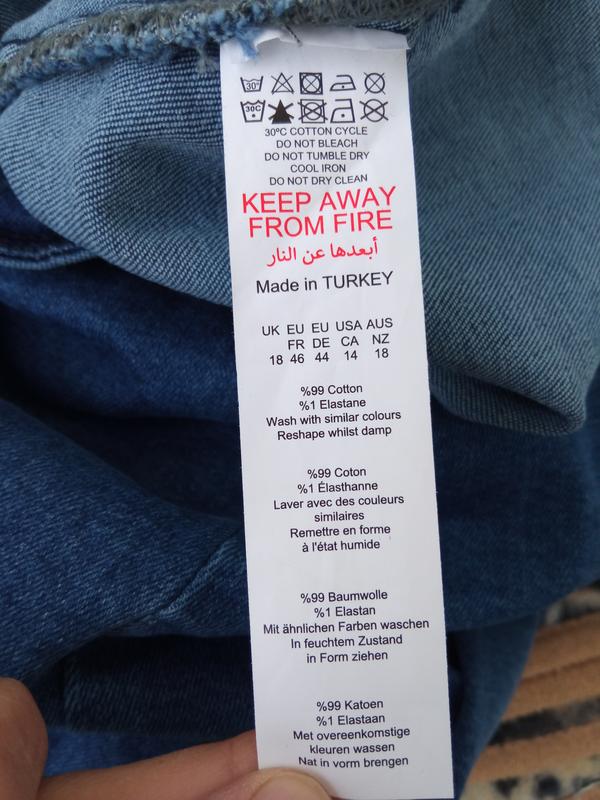 30°
30C
30ºC COTTON CYCLE
DO NOT BLEACH
DO NOT TUMBLE DRY
COOL IRON
DO NOT DRY CLEAN
KEEP AWAY
FROM FIRE
أبعدها عن النار
Made in TURKEY
UK EU EU USA AUS
FR DE CA NZ
18 46 44 14 18
%99 Cotton
%1 Elastane
Wash with similar colours
Reshape whilst damp
%99 Coton
%1 Élasthanne
Laver avec des couleurs
similaires
Remettre en forme
à l'état humide
%99 Baumwolle
%1 Elastan
Mit ähnlichen Farben waschen
In feuchtem Zustand
in Form ziehen
%99 Katoen
%1 Elastaan
Met overeenkomstige
kleuren wassen
Nat in vorm brengen